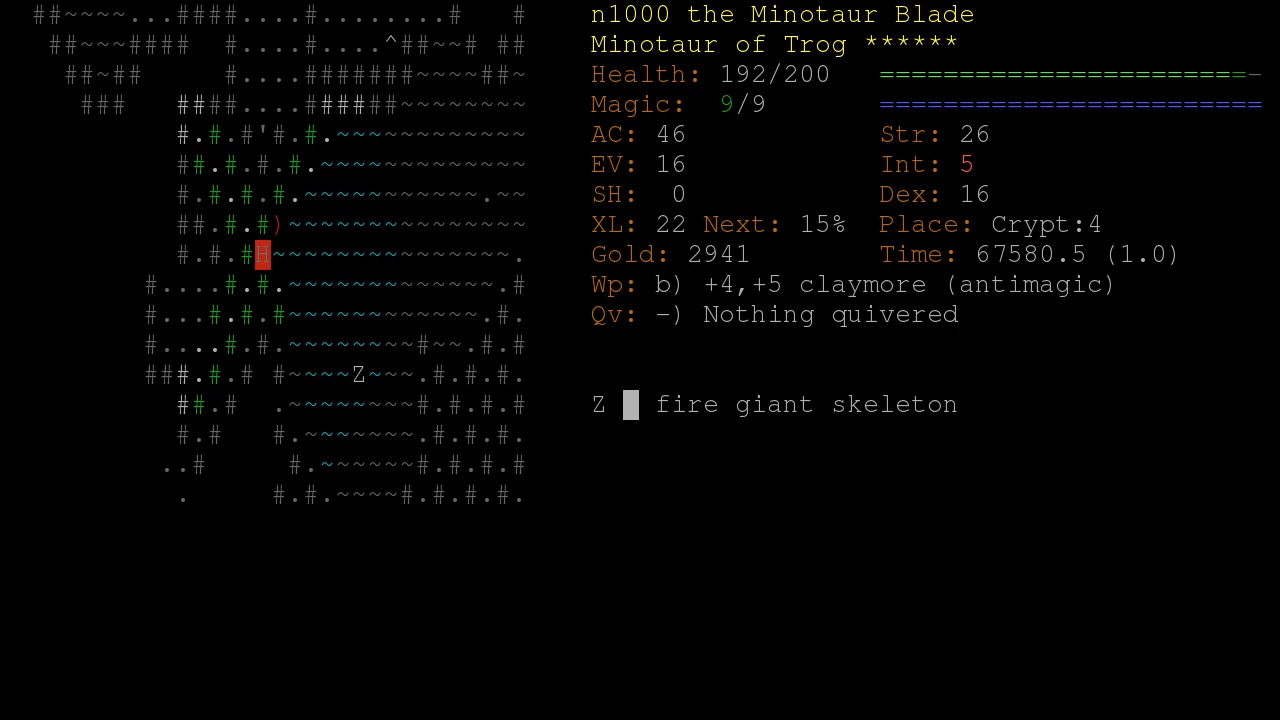 ##~~~~...####....#........#   #   n1000 the Minotaur Blade
##~~~####  #....#....^##~~# ##   Minotaur of Trog ******
##~##     #....#######~~~~##~   Health: 192/200   ========================-
###   ####....######~~~~~~~~   Magic:  9/9   ========================
#.#.#'#.#.~~~~~~~~~~~~   AC: 46   Str: 26
##.#.#.#.~~~~~~~~~~~~~   EV: 16   Int: 5
#.#.#.#.~~~~~~~~~~~.~~   SH:  0   Dex: 16
##.#.#)~~~~~~~~~~~~~~~   XL: 22 Next: 15%   Place: Crypt:4
#.#.#H~~~~~~~~~~~~~~~.   Gold: 2941   Time: 67580.5 (1.0)
#....#.#.~~~~~~~~~~~~~.#   Wp: b) +4,+5 claymore (antimagic)
#...#.#.#~~~~~~~~~~~~.#.   Qv: -) Nothing quivered
#....#.#.~~~~~~~~#~~.#.#
###.#.# #~~~~Z~~~.#.#.#.
##.#  .~~~~~~~~#.#.#.#.   Z   fire giant skeleton
#.#   #.~~~~~~~.#.#.#.
..#     #.~~~~~~#.#.#.#
.     #.#.~~~~#.#.#.#.